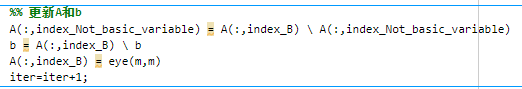 %% 更新A和b
A(:,index_Not_basic_variable) = A(:,index_B) \ A(:,index_Not_basic_variable)
b = A(:,index_B) \ b
A(:,index_B) = eye(m,m)
iter=iter+1;